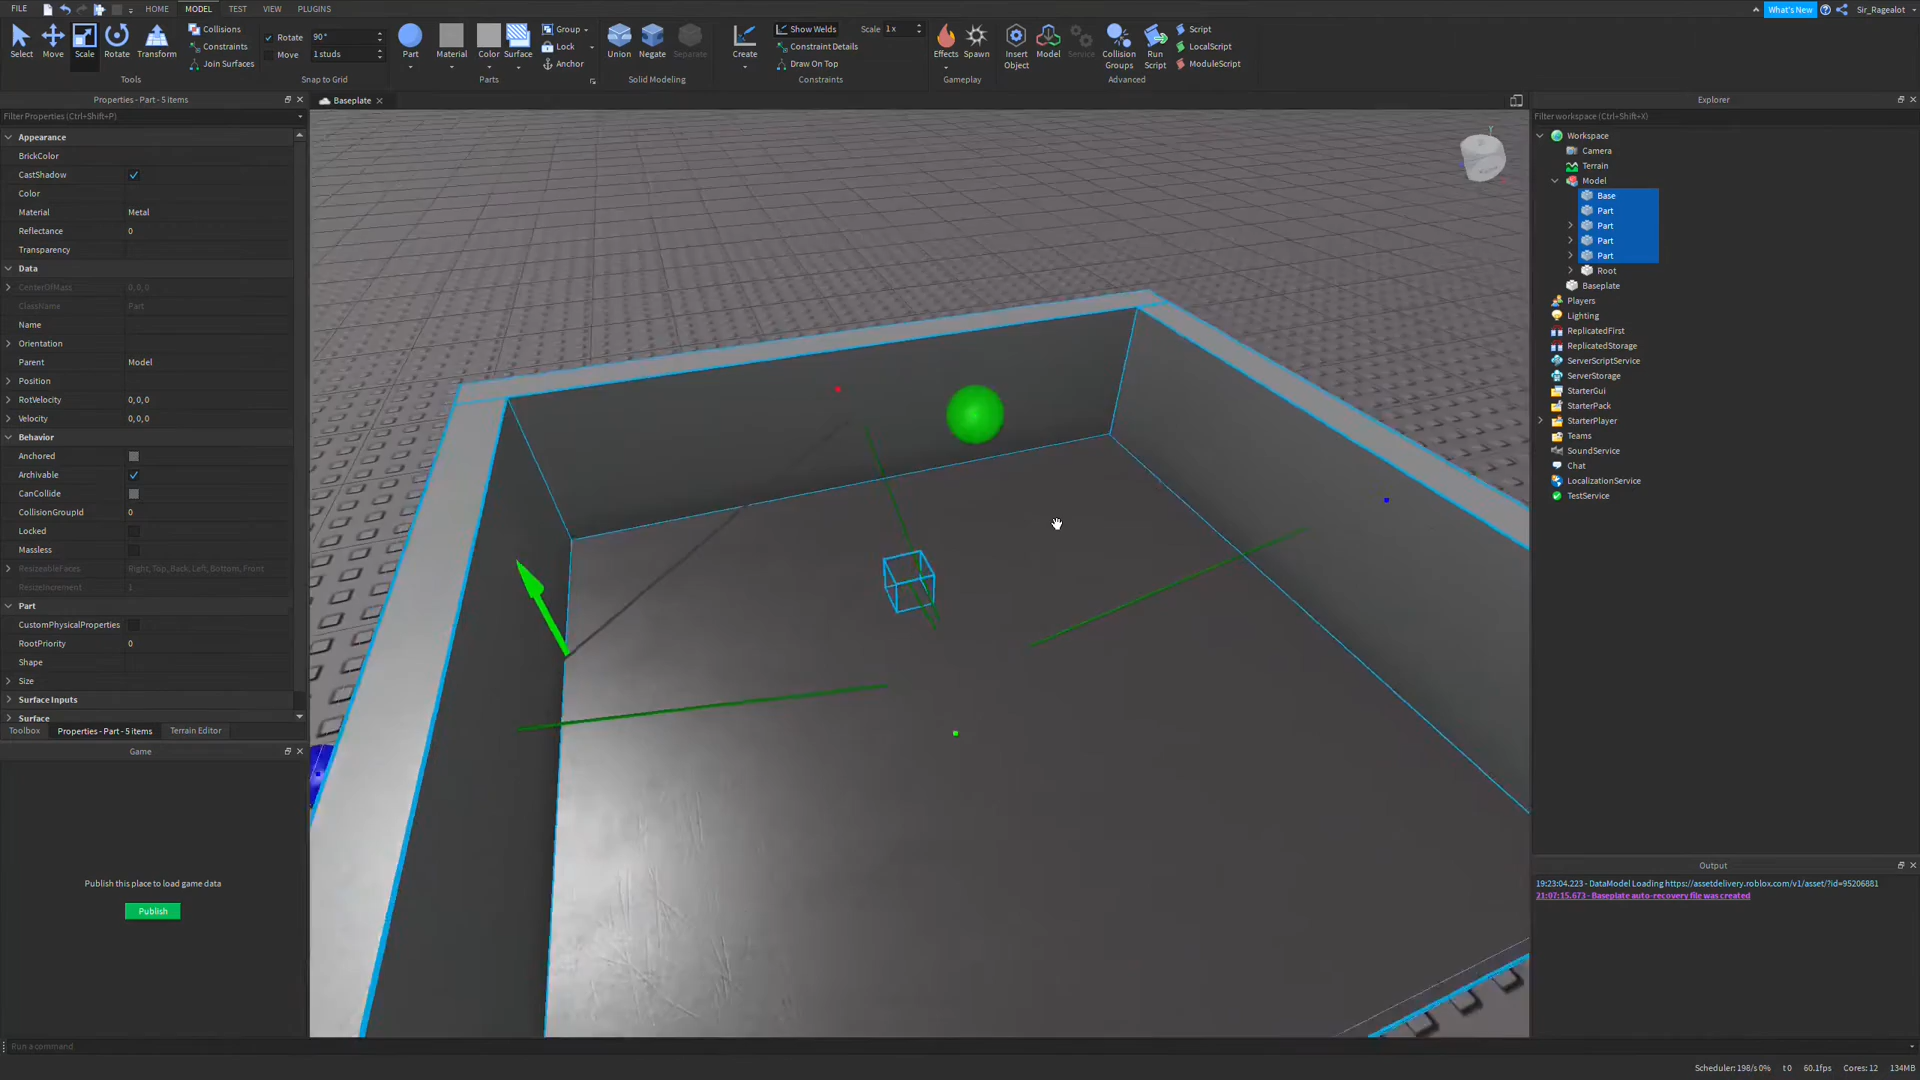 FILE HOME MODEL TEST VIEW PLUGINS What's New Sir_Ragealot
Select Move Scale Rotate Transform
Collisions
Constraints
Join Surfaces
Tools
Rotate 90°
Move 1 studs
Snap to Grid
Part Material Color Surface
Group
Lock
Anchor
Parts
Union Negate Separate
Solid Modeling
Create
Show Welds Scale 1 x
Constraint Details
Draw On Top
Constraints
Effects Spawn
Gameplay
Insert Object Model Service Collision Groups Run Script
Script
LocalScript
ModuleScript
Advanced
Properties - Part - 5 items
Filter Properties (Ctrl+Shift+P)
Appearance
BrickColor
CastShadow
Color
Material Metal
Reflectance 0
Transparency
Data
CenterOfMass 0,0,0
ClassName Part
Name
Orientation
Parent Model
Position
RotVelocity 0,0,0
Velocity 0,0,0
Behavior
Anchored
Archivable
CanCollide
CollisionGroupId 0
Locked
Massless
ResizeableFaces Right, Top, Back, Left, Bottom, Front
ResizeIncrement 1
Part
CustomPhysicalProperties
RootPriority 0
Shape
Size
Surface Inputs
Surface
Toolbox Properties - Part - 5 items Terrain Editor
Game
Publish this place to load game data
Publish
Run a command
Baseplate
Y
Explorer
Filter workspace (Ctrl+Shift+X)
Workspace
Camera
Terrain
Model
Base
Part
Part
Part
Part
Root
Baseplate
Players
Lighting
ReplicatedFirst
ReplicatedStorage
ServerScriptService
ServerStorage
StarterGui
StarterPack
StarterPlayer
Teams
SoundService
Chat
LocalizationService
TestService
Output
19:23:04.223 - DataModel Loading https://assetdelivery.roblox.com/v1/asset/?id=95206881
21:07:15.673 - Baseplate auto-recovery file was created
Scheduler: 198/s 0% t 0 60.1fps Cores: 12 134MB